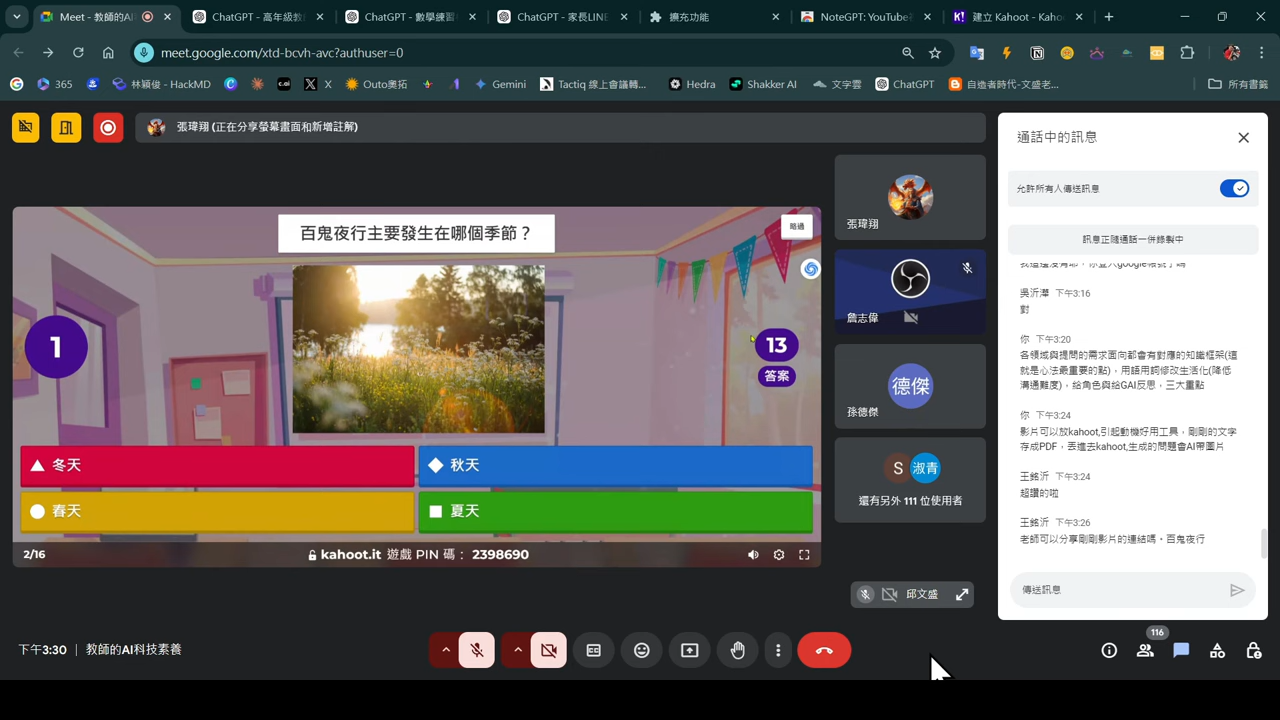 Meet - 教師的AI
ChatGPT - 高年級教
ChatGPT - 數學練習
ChatGPT - 家長LINE
擴充功能
NoteGPT: YouTube
建立 Kahoot - Kaho
meet.google.com/xtd-bcvh-avc?authuser=0
365
林穎俊 - HackMD
c.ai
X
Outo奧拓
Gemini
Tactiq 線上會議轉...
Hedra
Shakker AI
文字雲
ChatGPT
自造者時代-文盛老...
所有書籤
張瑋翔 (正在分享螢幕畫面和新增註解)
百鬼夜行主要發生在哪個季節？
略過
1
13
答案
冬天
秋天
春天
夏天
2/16
kahoot.it 遊戲 PIN 碼： 2398690
張瑋翔
詹志偉
德傑
孫德傑
S
淑青
還有另外 111 位使用者
邱文盛
通話中的訊息
允許所有人傳送訊息
訊息正隨通話一併錄製中
吳沂澕 下午3:16
對
你 下午3:20
各領域與提問的需求面向都會有對應的知識框架(這
就是心法最重要的點)，用語用詞修改生活化(降低
溝通難度)，給角色與給GAI反思，三大重點
你 下午3:24
影片可以放kahoot,引起動機好用工具，剛剛的文字
存成PDF，丟進去kahoot,生成的問題會AI帶圖片
王銘沂 下午3:24
超讚的啦
王銘沂 下午3:26
老師可以分享剛剛影片的連結嗎。百鬼夜行
傳送訊息
下午3:30 | 教師的AI科技素養
116